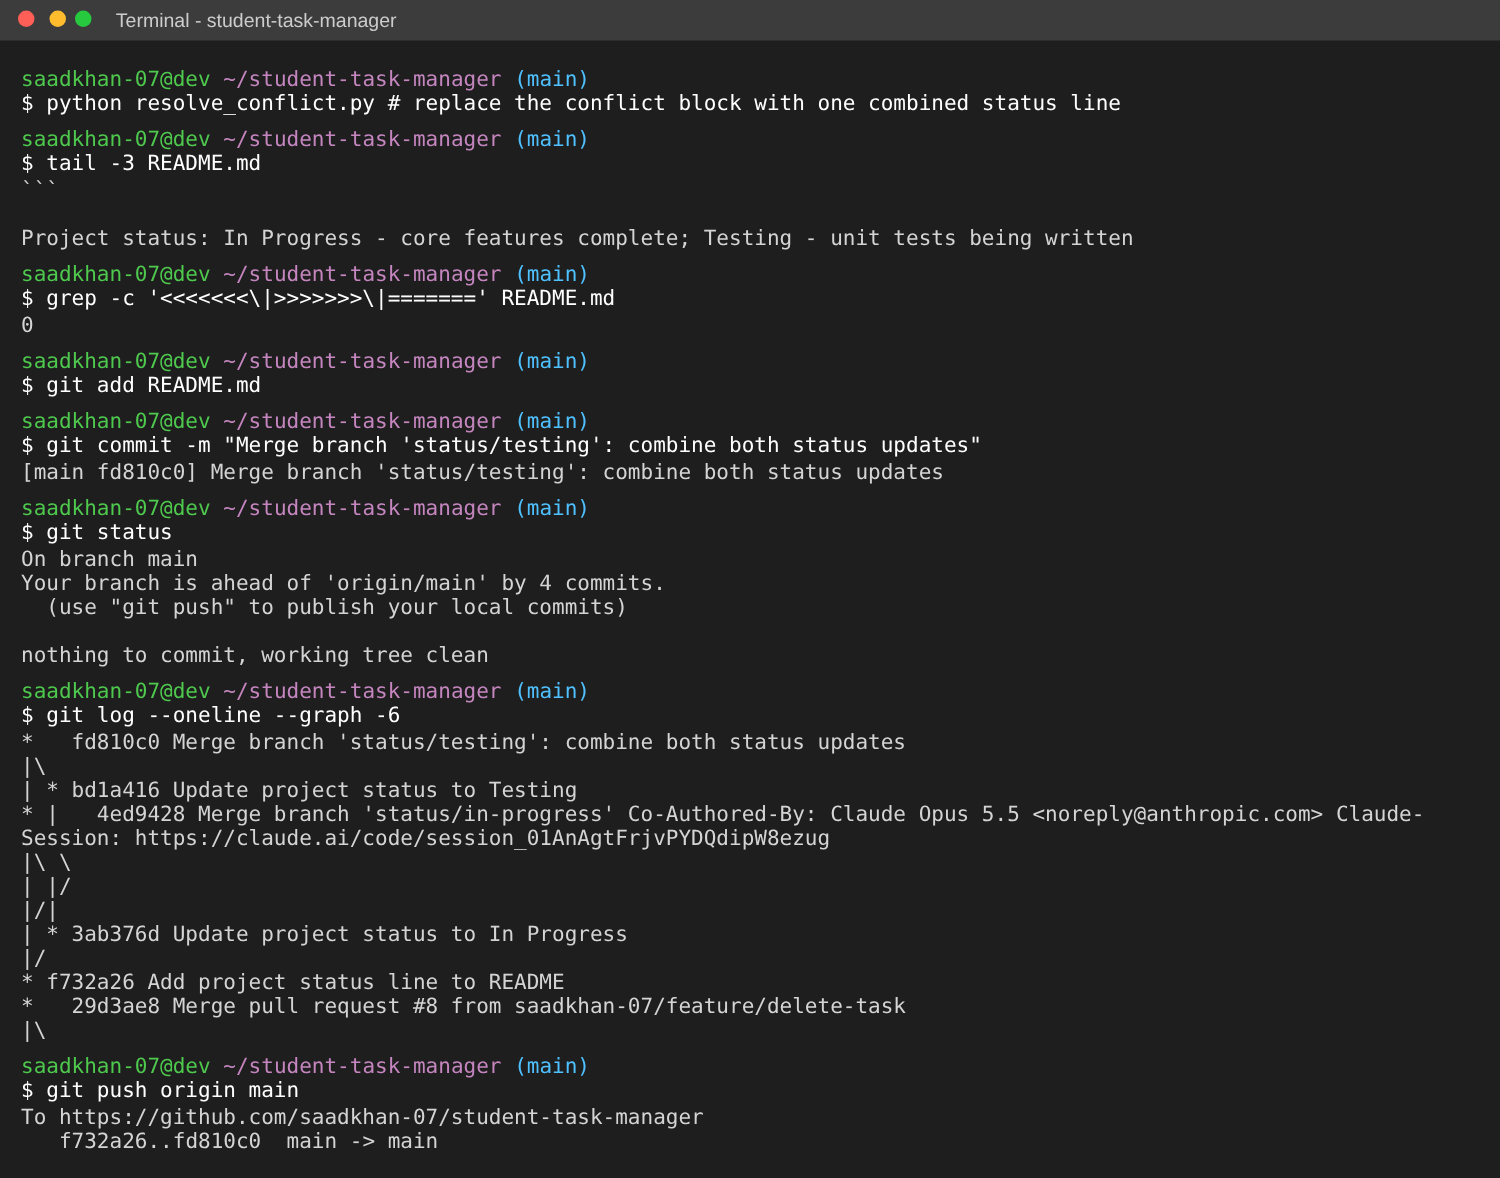 Terminal - student-task-manager
saadkhan-07@dev ~/student-task-manager (main)
$ python resolve_conflict.py # replace the conflict block with one combined status line
saadkhan-07@dev ~/student-task-manager (main)
$ tail -3 README.md
```
Project status: In Progress - core features complete; Testing - unit tests being written
saadkhan-07@dev ~/student-task-manager (main)
$ grep -c '<<<<<<<\|>>>>>>>\|=======' README.md
0
saadkhan-07@dev ~/student-task-manager (main)
$ git add README.md
saadkhan-07@dev ~/student-task-manager (main)
$ git commit -m "Merge branch 'status/testing': combine both status updates"
[main fd810c0] Merge branch 'status/testing': combine both status updates
saadkhan-07@dev ~/student-task-manager (main)
$ git status
On branch main
Your branch is ahead of 'origin/main' by 4 commits.
  (use "git push" to publish your local commits)
nothing to commit, working tree clean
saadkhan-07@dev ~/student-task-manager (main)
$ git log --oneline --graph -6
*   fd810c0 Merge branch 'status/testing': combine both status updates
|\
| * bd1a416 Update project status to Testing
* |   4ed9428 Merge branch 'status/in-progress' Co-Authored-By: Claude Opus 5.5 <noreply@anthropic.com> Claude-
Session: https://claude.ai/code/session_01AnAgtFrjvPYDQdipW8ezug
|\ \
| |/
|/|
| * 3ab376d Update project status to In Progress
|/
* f732a26 Add project status line to README
*   29d3ae8 Merge pull request #8 from saadkhan-07/feature/delete-task
|\
saadkhan-07@dev ~/student-task-manager (main)
$ git push origin main
To https://github.com/saadkhan-07/student-task-manager
   f732a26..fd810c0  main -> main